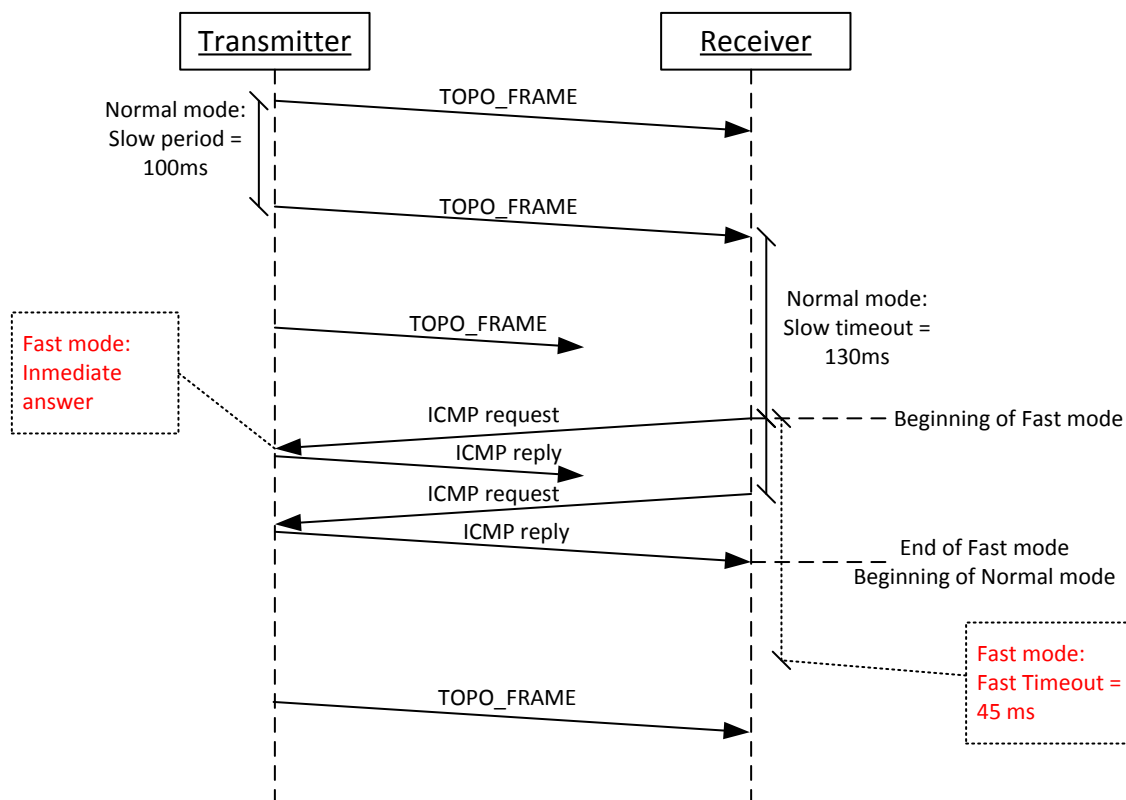 Transmitter
Receiver
TOPO_FRAME
Normal mode:
Slow period =
100ms
TOPO_FRAME
Normal mode:
Slow timeout =
130ms
TOPO_FRAME
Fast mode:
Inmediate
answer
ICMP request
Beginning of Fast mode
ICMP reply
ICMP request
ICMP reply
End of Fast mode
Beginning of Normal mode
Fast mode:
Fast Timeout =
45 ms
TOPO_FRAME